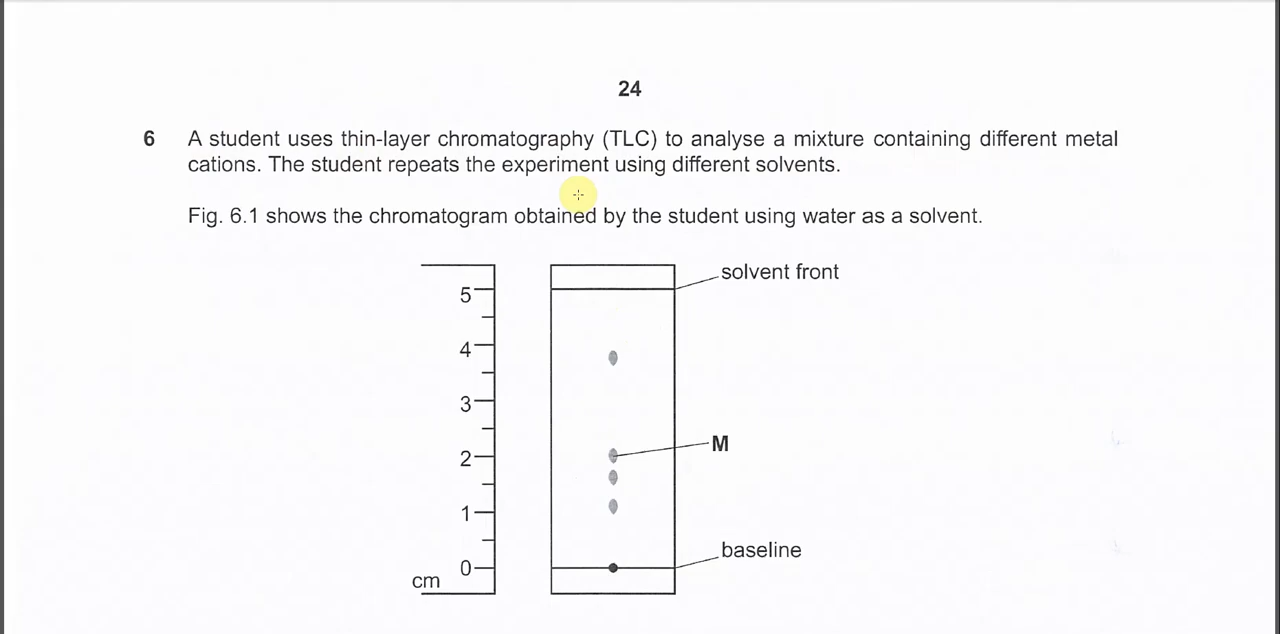 24
6 A student uses thin-layer chromatography (TLC) to analyse a mixture containing different metal
cations. The student repeats the experiment using different solvents.
Fig. 6.1 shows the chromatogram obtained by the student using water as a solvent.
solvent front
5
4
3
M
2
1
baseline
0
cm